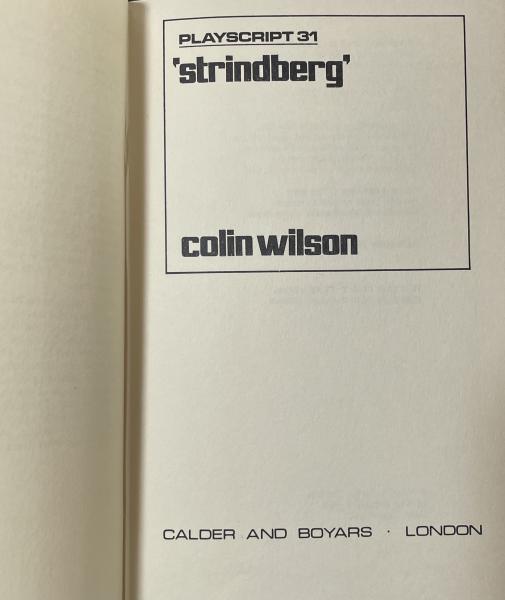 PLAYSCRIPT 31
'strindberg'
colin wilson
CALDER AND BOYARS · LONDON